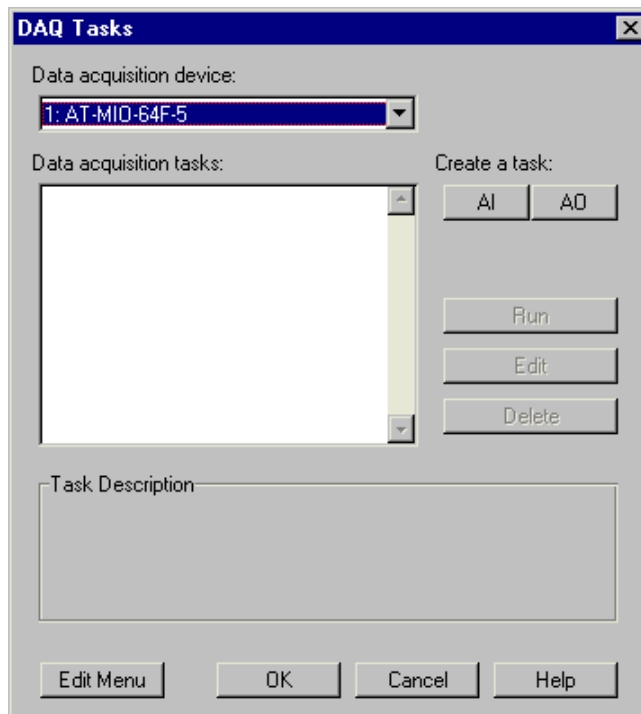 DAQ Tasks
Data acquisition device:
1: AT-MIO-64F-5
Data acquisition tasks:
Create a task:
AI
AO
Run
Edit
Delete
Task Description
Edit Menu
OK
Cancel
Help